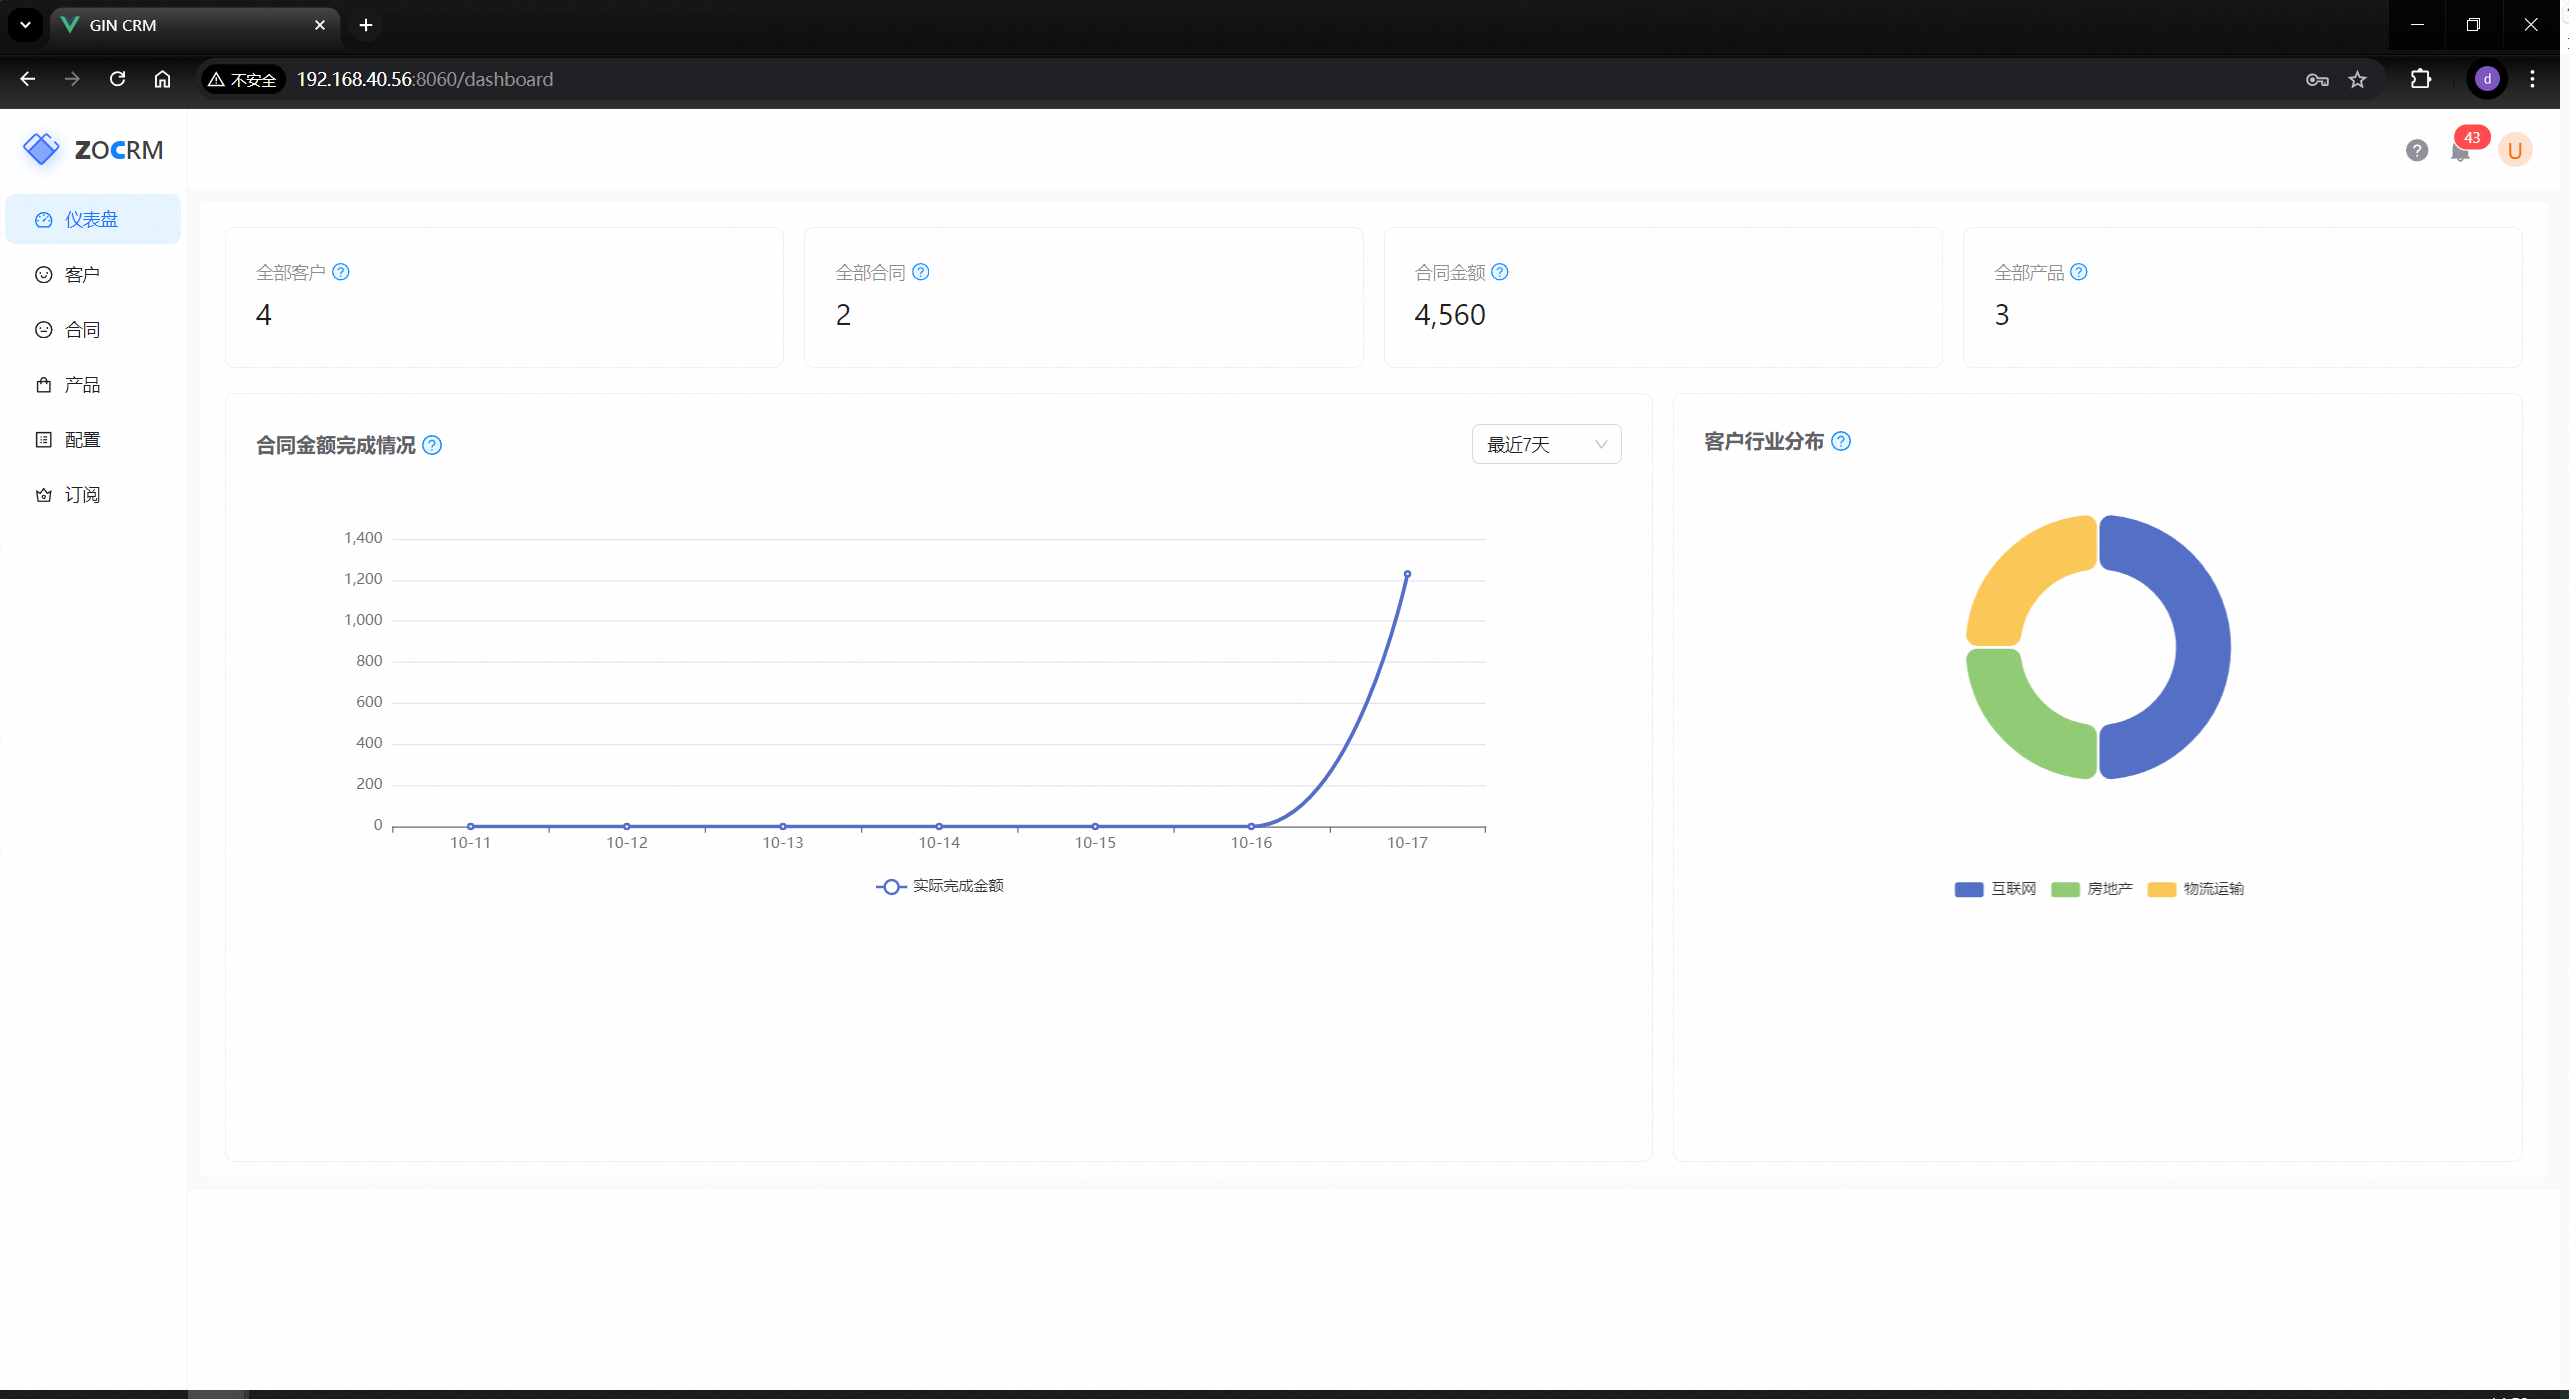 GIN CRM
不安全 192.168.40.56:8060/dashboard
ZOCRM
43
U
d
仪表盘
客户
合同
产品
配置
订阅
全部客户
4
全部合同
2
合同金额
4,560
全部产品
3
合同金额完成情况
最近7天
1,400
1,200
1,000
800
600
400
200
0
10-11 10-12 10-13 10-14 10-15 10-16 10-17
实际完成金额
客户行业分布
互联网 房地产 物流运输